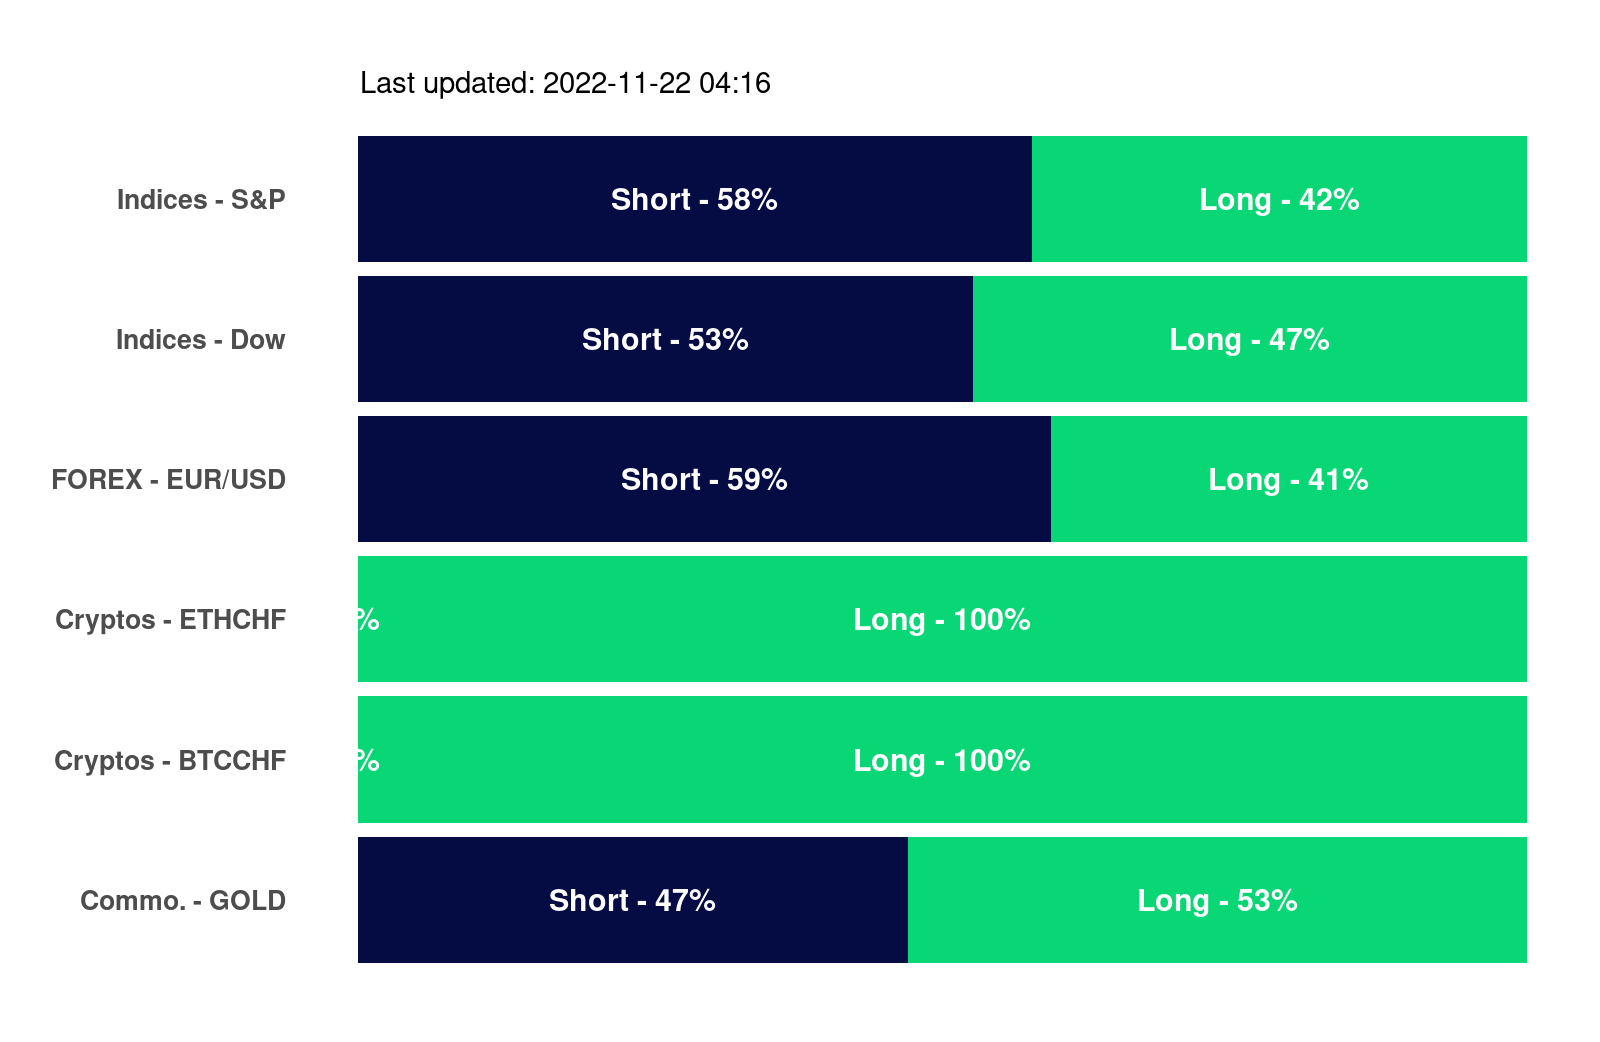 Last updated: 2022-11-22 04:16
Indices - S&P Short - 58% Long - 42%
Indices - Dow Short - 53% Long - 47%
FOREX - EUR/USD Short - 59% Long - 41%
Cryptos - ETHCHF % Long - 100%
Cryptos - BTCCHF % Long - 100%
Commo. - GOLD Short - 47% Long - 53%